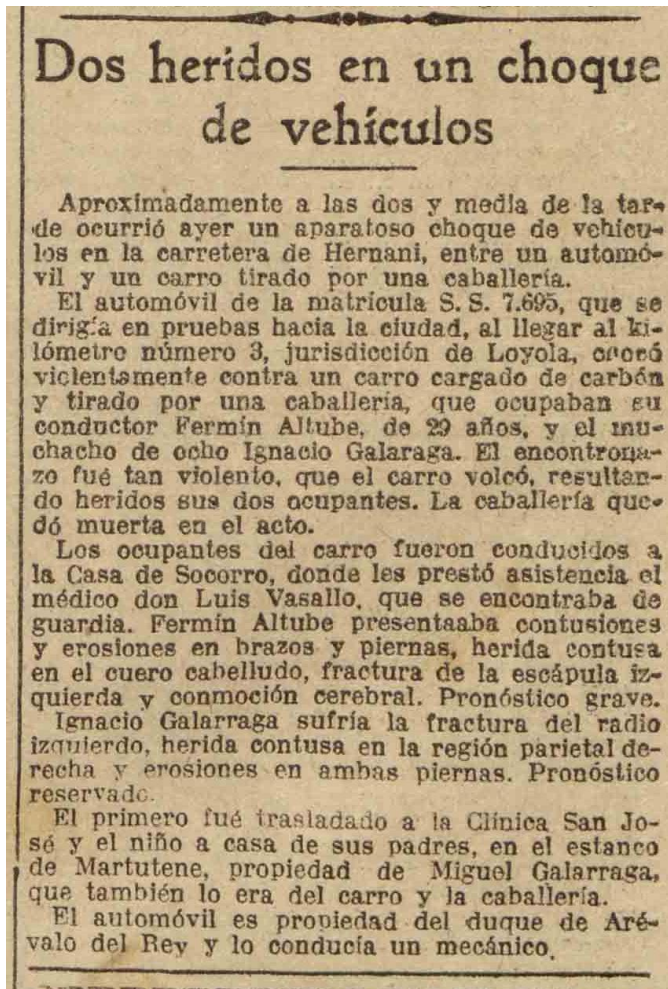 Dos heridos en un choque
de vehículos
Aproximadamente a las dos y media de la tar-
de ocurrió ayer un aparatoso choque de vehícu-
los en la carretera de Hernani, entre un automó-
vil y un carro tirado por una caballería.
El automóvil de la matrícula S. S. 7.695, que se
dirigía en pruebas hacia la ciudad, al llegar al ki-
lómetro número 3, jurisdicción de Loyola,
violentamente contra un carro cargado de carbón
y tirado por una caballería, que ocupaban su
conductor Fermín Altube, de 29 años, y el mu-
chacho de ocho Ignacio Galaraga. El encontrona-
zo fué tan violento, que el carro volcó, resultan-
do heridos sus dos ocupantes. La caballería que-
dó muerta en el acto.
Los ocupantes del carro fueron conducidos a
la Casa de Socorro, donde les prestó asistencia el
médico don Luis Vasallo, que se encontraba de
guardia. Fermín Altube presentaaba contusiones
y erosiones en brazos y piernas, herida contusa
en el cuero cabelludo, fractura de la escápula iz-
quierda y conmoción cerebral. Pronóstico grave.
Ignacio Galarraga sufría la fractura del radio
izquierdo, herida contusa en la región parietal de-
recha y erosiones en ambas piernas. Pronóstico
reservado.
El primero fué trasladado a la Clínica San Jo-
sé y el niño a casa de sus padres, en el estanco
de Martutene, propiedad de Miguel Galarraga,
que también lo era del carro y la caballería.
El automóvil es propiedad del duque de Aré-
valo del Rey y lo conducía un mecánico.